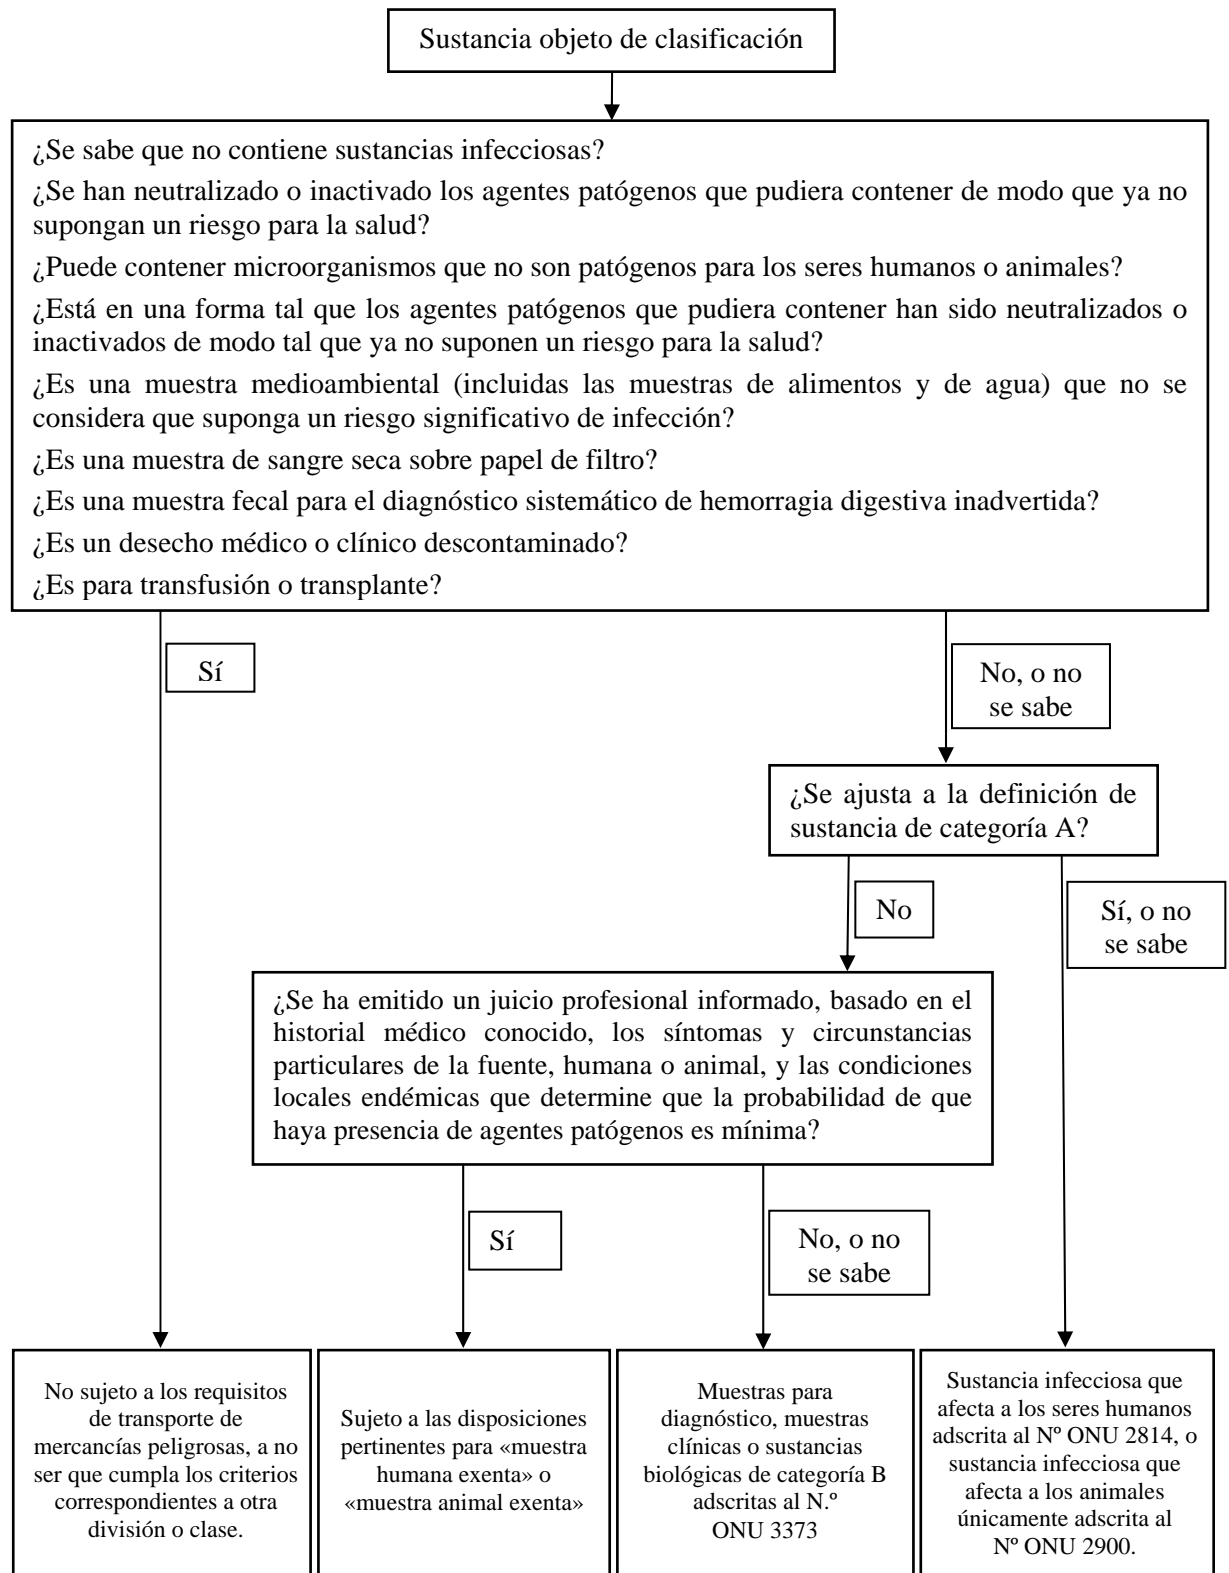 Sustancia objeto de clasificación
¿Se sabe que no contiene sustancias infecciosas?
¿Se han neutralizado o inactivado los agentes patógenos que pudiera contener de modo que ya no
supongan un riesgo para la salud?
¿Puede contener microorganismos que no son patógenos para los seres humanos o animales?
¿Está en una forma tal que los agentes patógenos que pudiera contener han sido neutralizados o
inactivados de modo tal que ya no suponen un riesgo para la salud?
¿Es una muestra medioambiental (incluidas las muestras de alimentos y de agua) que no se
considera que suponga un riesgo significativo de infección?
¿Es una muestra de sangre seca sobre papel de filtro?
¿Es una muestra fecal para el diagnóstico sistemático de hemorragia digestiva inadvertida?
¿Es un desecho médico o clínico descontaminado?
¿Es para transfusión o transplante?
Sí
No, o no
se sabe
¿Se ajusta a la definición de
sustancia de categoría A?
No
Sí, o no
se sabe
¿Se ha emitido un juicio profesional informado, basado en el
historial médico conocido, los síntomas y circunstancias
particulares de la fuente, humana o animal, y las condiciones
locales endémicas que determine que la probabilidad de que
haya presencia de agentes patógenos es mínima?
Sí
No, o no
se sabe
No sujeto a los requisitos
de transporte de
mercancías peligrosas, a no
ser que cumpla los criterios
correspondientes a otra
división o clase.
Sujeto a las disposiciones
pertinentes para «muestra
humana exenta» o
«muestra animal exenta»
Muestras para
diagnóstico, muestras
clínicas o sustancias
biológicas de categoría B
adscritas al N.º
ONU 3373
Sustancia infecciosa que
afecta a los seres humanos
adscrita al Nº ONU 2814, o
sustancia infecciosa que
afecta a los animales
únicamente adscrita al
Nº ONU 2900.